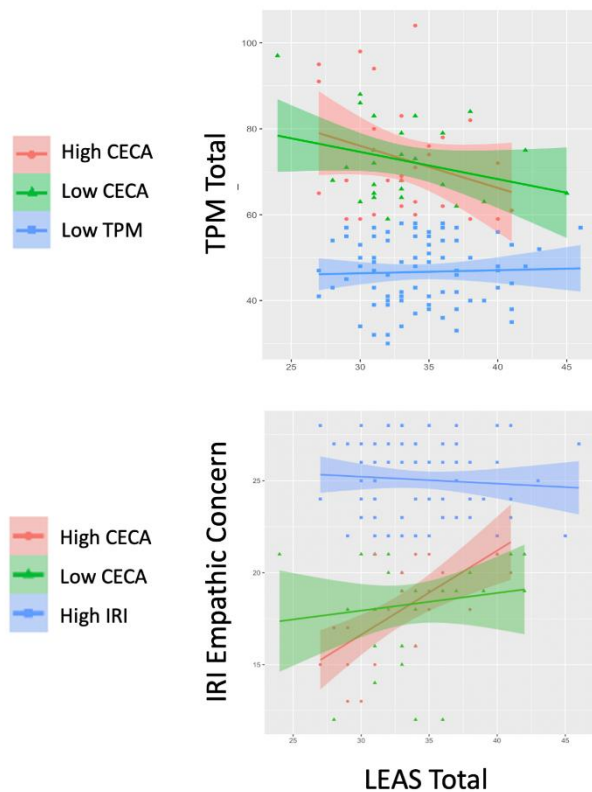 High CECA
Low CECA
Low TPM
TPM Total
100
80
60
40
25
30
35
40
45
High CECA
Low CECA
High IRI
IRI Empathic Concern
25
20
15
25
30
35
40
45
LEAS Total